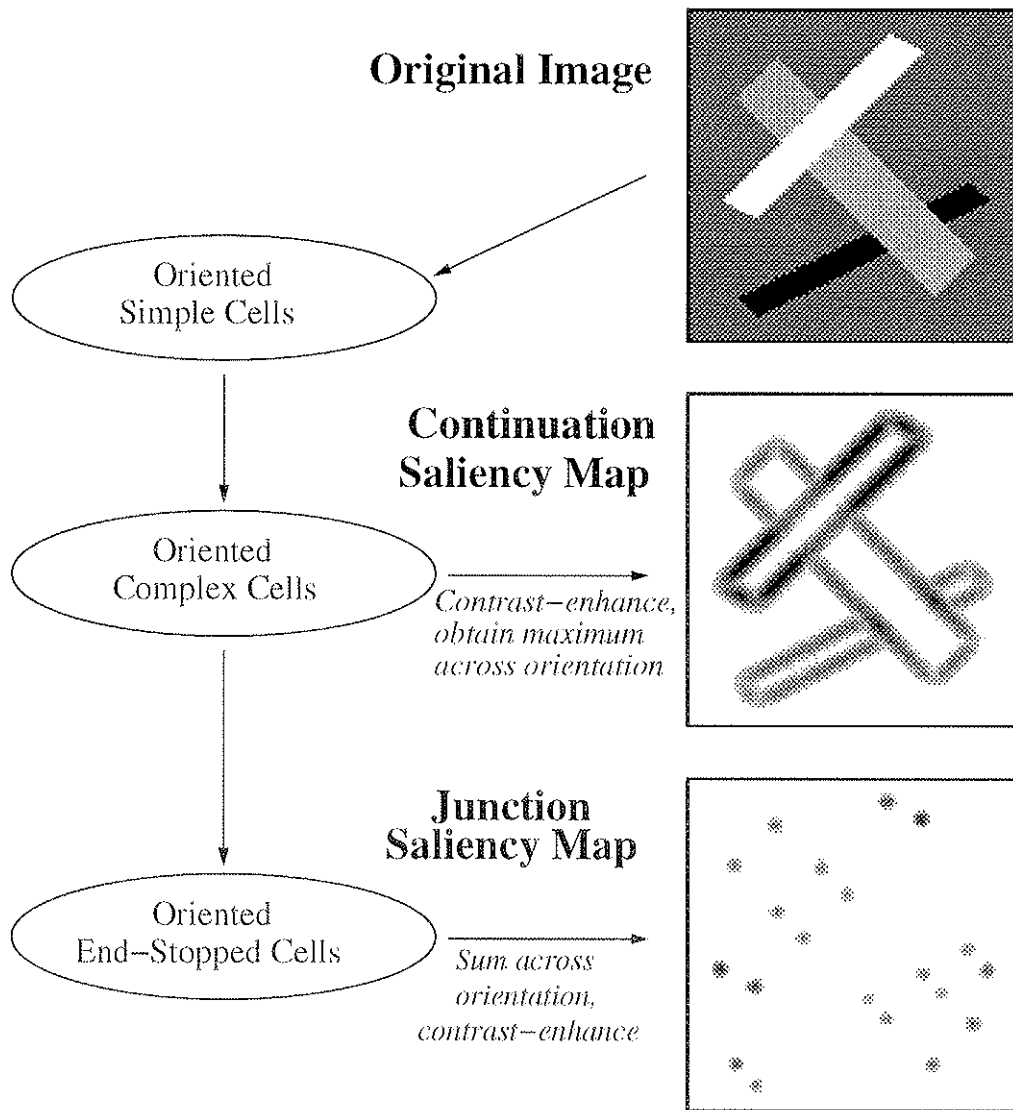 Original Image
Oriented
Simple Cells
Continuation
Saliency Map
Oriented
Complex Cells
Contrast-enhance,
obtain maximum
across orientation
Junction
Saliency Map
Oriented
End-Stopped Cells
Sum across
orientation,
contrast-enhance